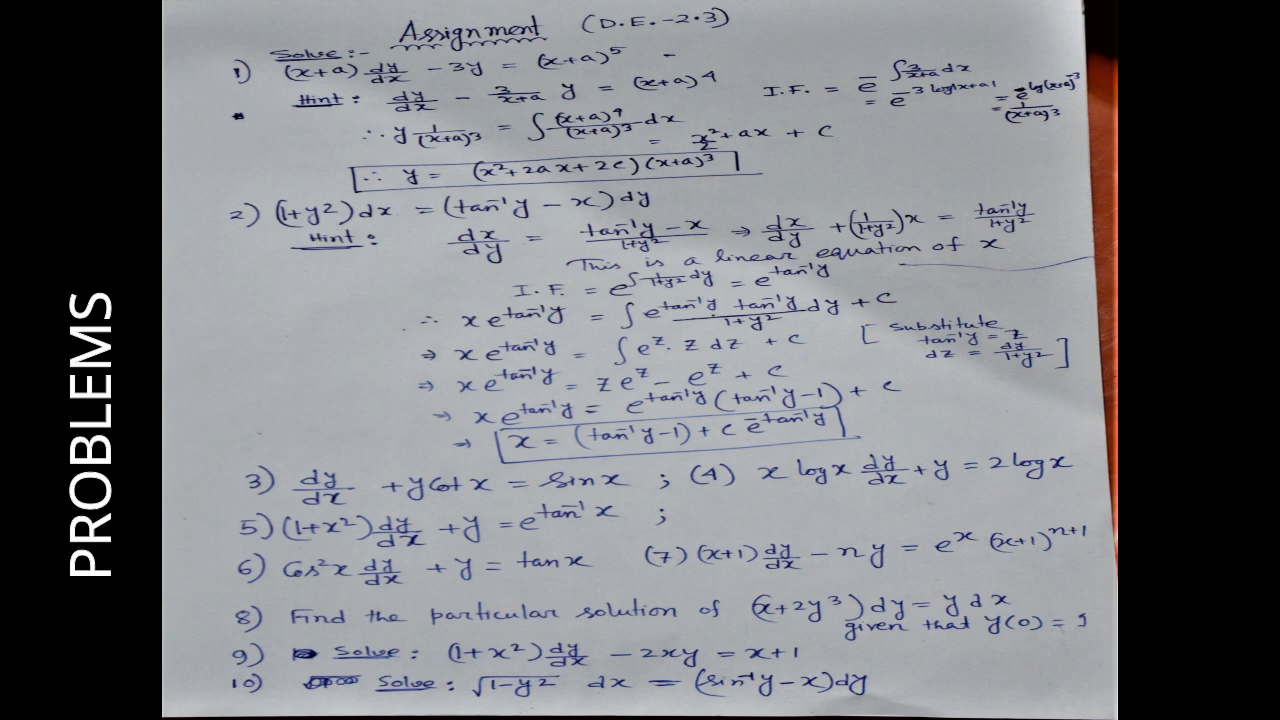 PROBLEMS
Assignment (D.E.-2.3)
Solve :-
1) (x+a) dy/dx - 3y = (x+a)⁵
Hint : dy/dx - 3/(x+a) y = (x+a)⁴ I.F. = e^-∫3/(x+a) dx
= e^-3 log|x+a| = e^log(x+a)^-3
= 1/(x+a)³
∴ y 1/(x+a)³ = ∫ (x+a)⁴/(x+a)³ dx
= x²/2 + ax + c
∴ y = (x²+2ax+2c)(x+a)³
2) (1+y²)dx = (tan⁻¹y - x)dy
Hint : dx/dy = (tan⁻¹y - x)/(1+y²) ⇒ dx/dy + (1/(1+y²))x = tan⁻¹y/(1+y²)
This is a linear equation of x
I.F. = e^∫1/(1+y²) dy = e^tan⁻¹y
∴ x e^tan⁻¹y = ∫ e^tan⁻¹y tan⁻¹y/(1+y²) dy + c
⇒ x e^tan⁻¹y = ∫ e^z. z dz + c [ Substitute tan⁻¹y = z
dz = dy/(1+y²) ]
⇒ x e^tan⁻¹y = z e^z - e^z + c
⇒ x e^tan⁻¹y = e^tan⁻¹y (tan⁻¹y-1) + c
⇒ x = (tan⁻¹y-1) + c e^-tan⁻¹y
3) dy/dx + y cot x = sin x ; (4) x log x dy/dx + y = 2 log x
5) (1+x²) dy/dx + y = e^tan⁻¹x ;
6) cos²x dy/dx + y = tan x (7) (x+1) dy/dx - ny = e^x (x+1)^n+1
8) Find the particular solution of (x+2y³)dy = y dx
given that y(0) = 1
9) Solve : (1+x²) dy/dx - 2xy = x+1
10) Solve : √1-y² dx = (sin⁻¹y - x)dy